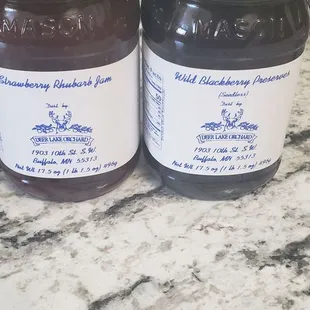 MASON
Strawberry Rhubarb Jam
Just by
DEER LAKE ORCHARD
1903 10th St. S.W.
Buffalo, MN 55313
Net Wt. 17.5 oz (1 lb 1.5 oz) 496g
MASON
Wild Blackberry Preserves
(Seedless)
Just by
DEER LAKE ORCHARD
1903 10th St. S.W.
Buffalo, MN 55313
Net Wt. 17.5 oz (1 lb 1.5 oz) 496g